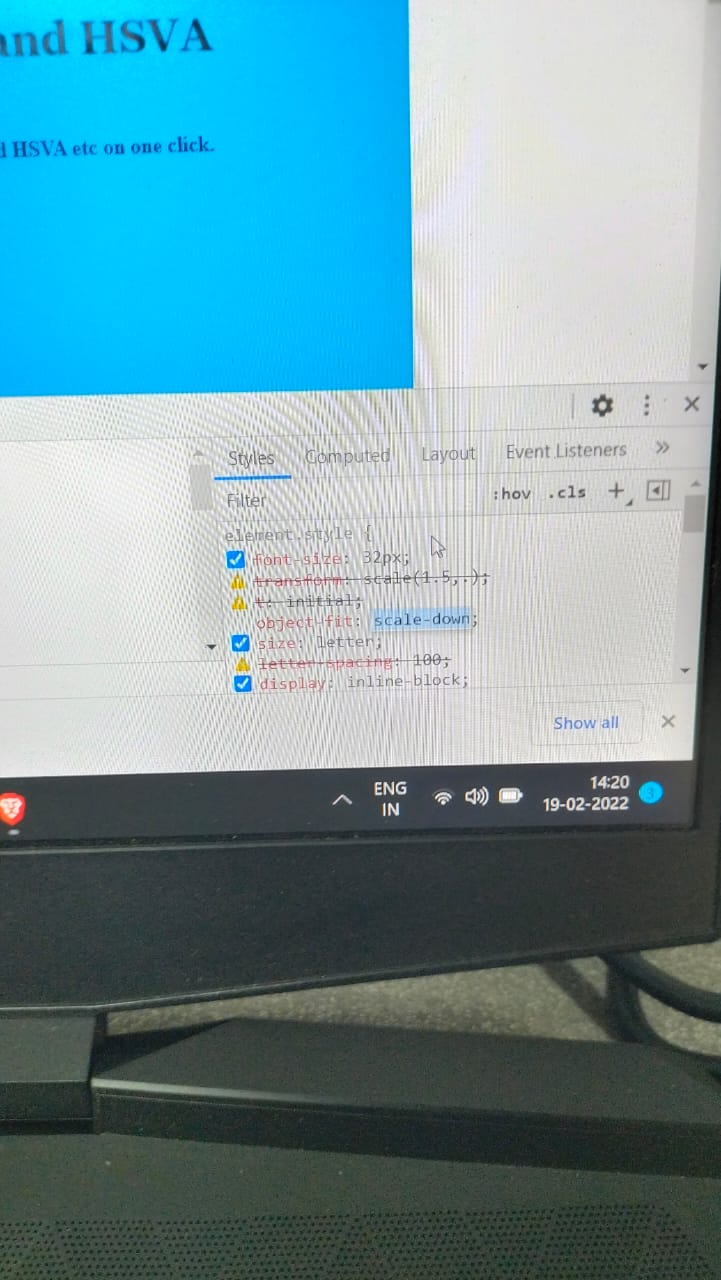 and HSVA
d HSVA etc on one click.
Styles Computed Layout Event Listeners »
Filter :hov .cls +
element.style {
font-size: 32px;
transform: scale(1.5,.);
t: initial;
object-fit: scale-down;
size: letter;
letter-spacing: 100;
display: inline-block;
Show all
ENG
IN
14:20
19-02-2022
3